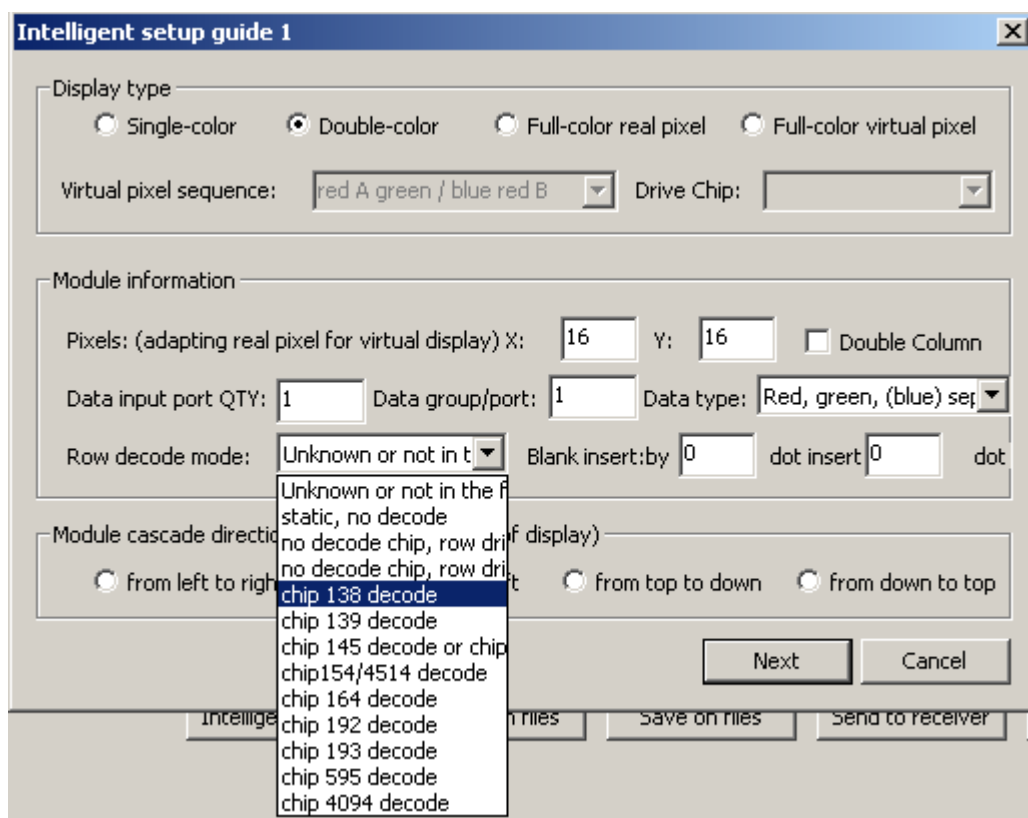 Intelligent setup guide 1
Display type
Single-color Double-color Full-color real pixel Full-color virtual pixel
Virtual pixel sequence: red A green / blue red B Drive Chip:
Module information
Pixels: (adapting real pixel for virtual display) X: 16 Y: 16 Double Column
Data input port QTY: 1 Data group/port: 1 Data type: Red, green, (blue) sep
Row decode mode: Unknown or not in t Blank insert:by 0 dot insert 0 dot
Unknown or not in the f
static, no decode
no decode chip, row dri
no decode chip, row dri
chip 138 decode
chip 139 decode
chip 145 decode or chip
chip154/4514 decode
chip 164 decode
chip 192 decode
chip 193 decode
chip 595 decode
chip 4094 decode
Module cascade directio f display)
from left to righ t from top to down from down to top
Next Cancel
Intellige files Save on files Send to receiver